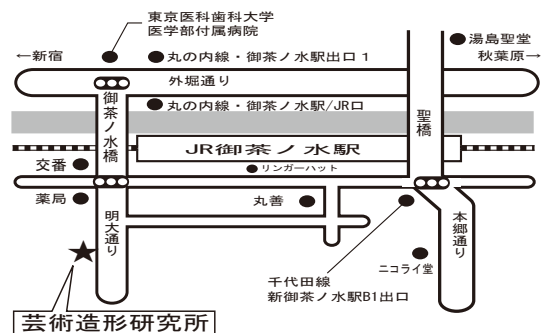 東京医科歯科大学
医学部付属病院
←新宿
丸の内線・御茶ノ水駅出口1
湯島聖堂
秋葉原→
外堀通り
御茶ノ水橋
丸の内線・御茶ノ水駅/JR口
聖橋
JR御茶ノ水駅
交番
リンガーハット
薬局
明大通り
丸善
本郷通り
千代田線
新御茶ノ水駅B1出口
ニコライ堂
芸術造形研究所